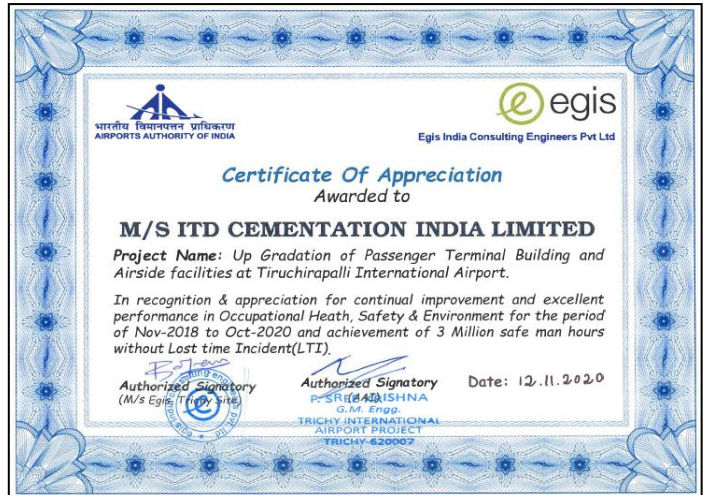 भारतीय विमानपत्तन प्राधिकरण
AIRPORTS AUTHORITY OF INDIA
egis
Egis India Consulting Engineers Pvt Ltd
Certificate Of Appreciation
Awarded to
M/S ITD CEMENTATION INDIA LIMITED
Project Name: Up Gradation of Passenger Terminal Building and
Airside facilities at Tiruchirapalli International Airport.
In recognition & appreciation for continual improvement and excellent
performance in Occupational Heath, Safety & Environment for the period
of Nov-2018 to Oct-2020 and achievement of 3 Million safe man hours
without Lost time Incident(LTI).
Authorized Signatory
(M/s Egis, Trichy Site)
Authorized Signatory
(AAI)
P. SREE KRISHNA
G.M. Engg.
TRICHY INTERNATIONAL
AIRPORT PROJECT
TRICHY-620007
Date: 12.11.2020